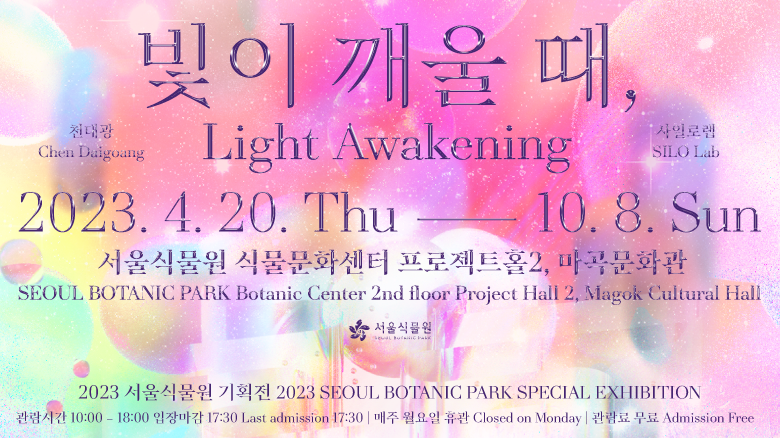 빛이 깨울 때,
천대광
Chen Daigoang
Light Awakening
사일로랩
SILO Lab
2023. 4. 20. Thu — 10. 8. Sun
서울식물원 식물문화센터 프로젝트홀2, 마곡문화관
SEOUL BOTANIC PARK Botanic Center 2nd floor Project Hall 2, Magok Cultural Hall
서울식물원
SEOUL BOTANIC PARK
2023 서울식물원 기획전 2023 SEOUL BOTANIC PARK SPECIAL EXHIBITION
관람시간 10:00 – 18:00 입장마감 17:30 Last admission 17:30 | 매주 월요일 휴관 Closed on Monday | 관람료 무료 Admission Free